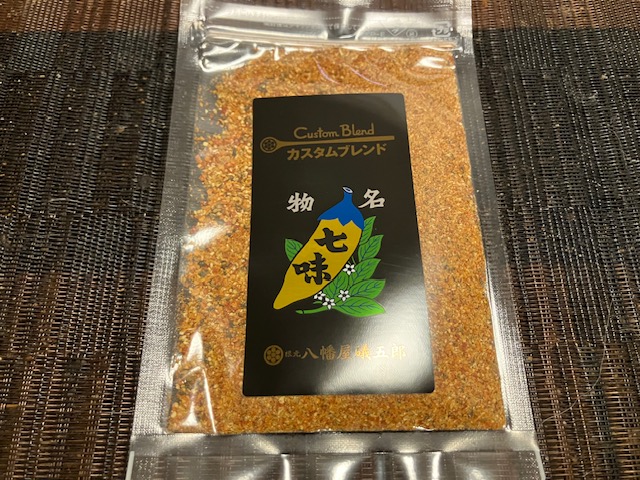 Custom Blend
カスタムブレンド
名物
七味
根元 八幡屋礒五郎